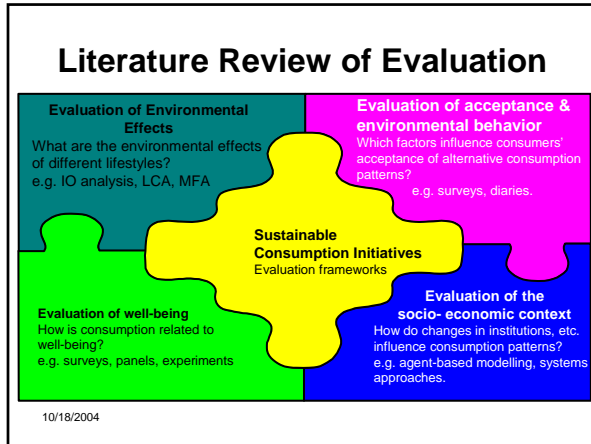 Literature Review of Evaluation
Evaluation of Environmental
Effects
What are the environmental effects
of different lifestyles?
e.g. IO analysis, LCA, MFA
Evaluation of acceptance &
environmental behavior
Which factors influence consumers'
acceptance of alternative consumption
patterns?
e.g. surveys, diaries.
Sustainable
Consumption Initiatives
Evaluation frameworks
Evaluation of well-being
How is consumption related to
well-being?
e.g. surveys, panels, experiments
Evaluation of the
socio- economic context
How do changes in institutions, etc.
influence consumption patterns?
e.g. agent-based modelling, systems
approaches.
10/18/2004